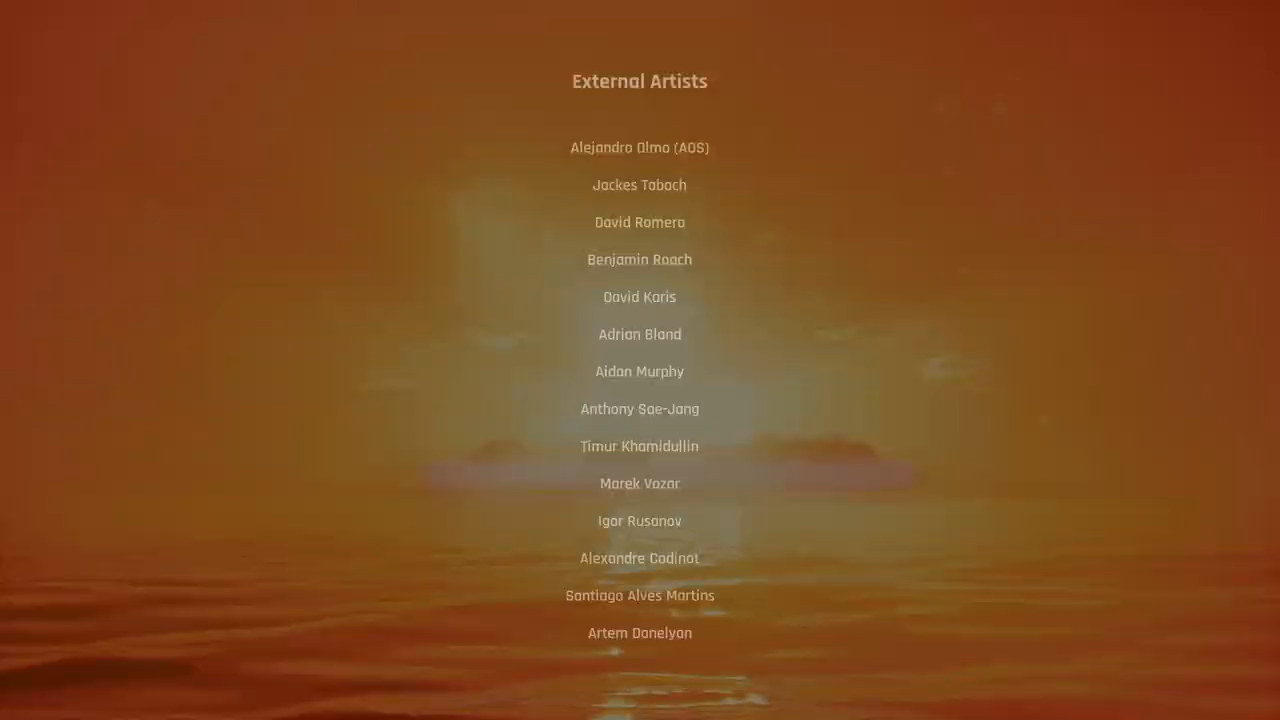 External Artists
Alejandro Olmo (AOS)
Jackes Tabach
David Romero
Benjamin Roach
David Karis
Adrian Bland
Aidan Murphy
Anthony Sae-Jang
Timur Khamidullin
Marek Vozar
Igor Rusanov
Alexandre Codinot
Santiago Alves Martins
Artem Danelyan